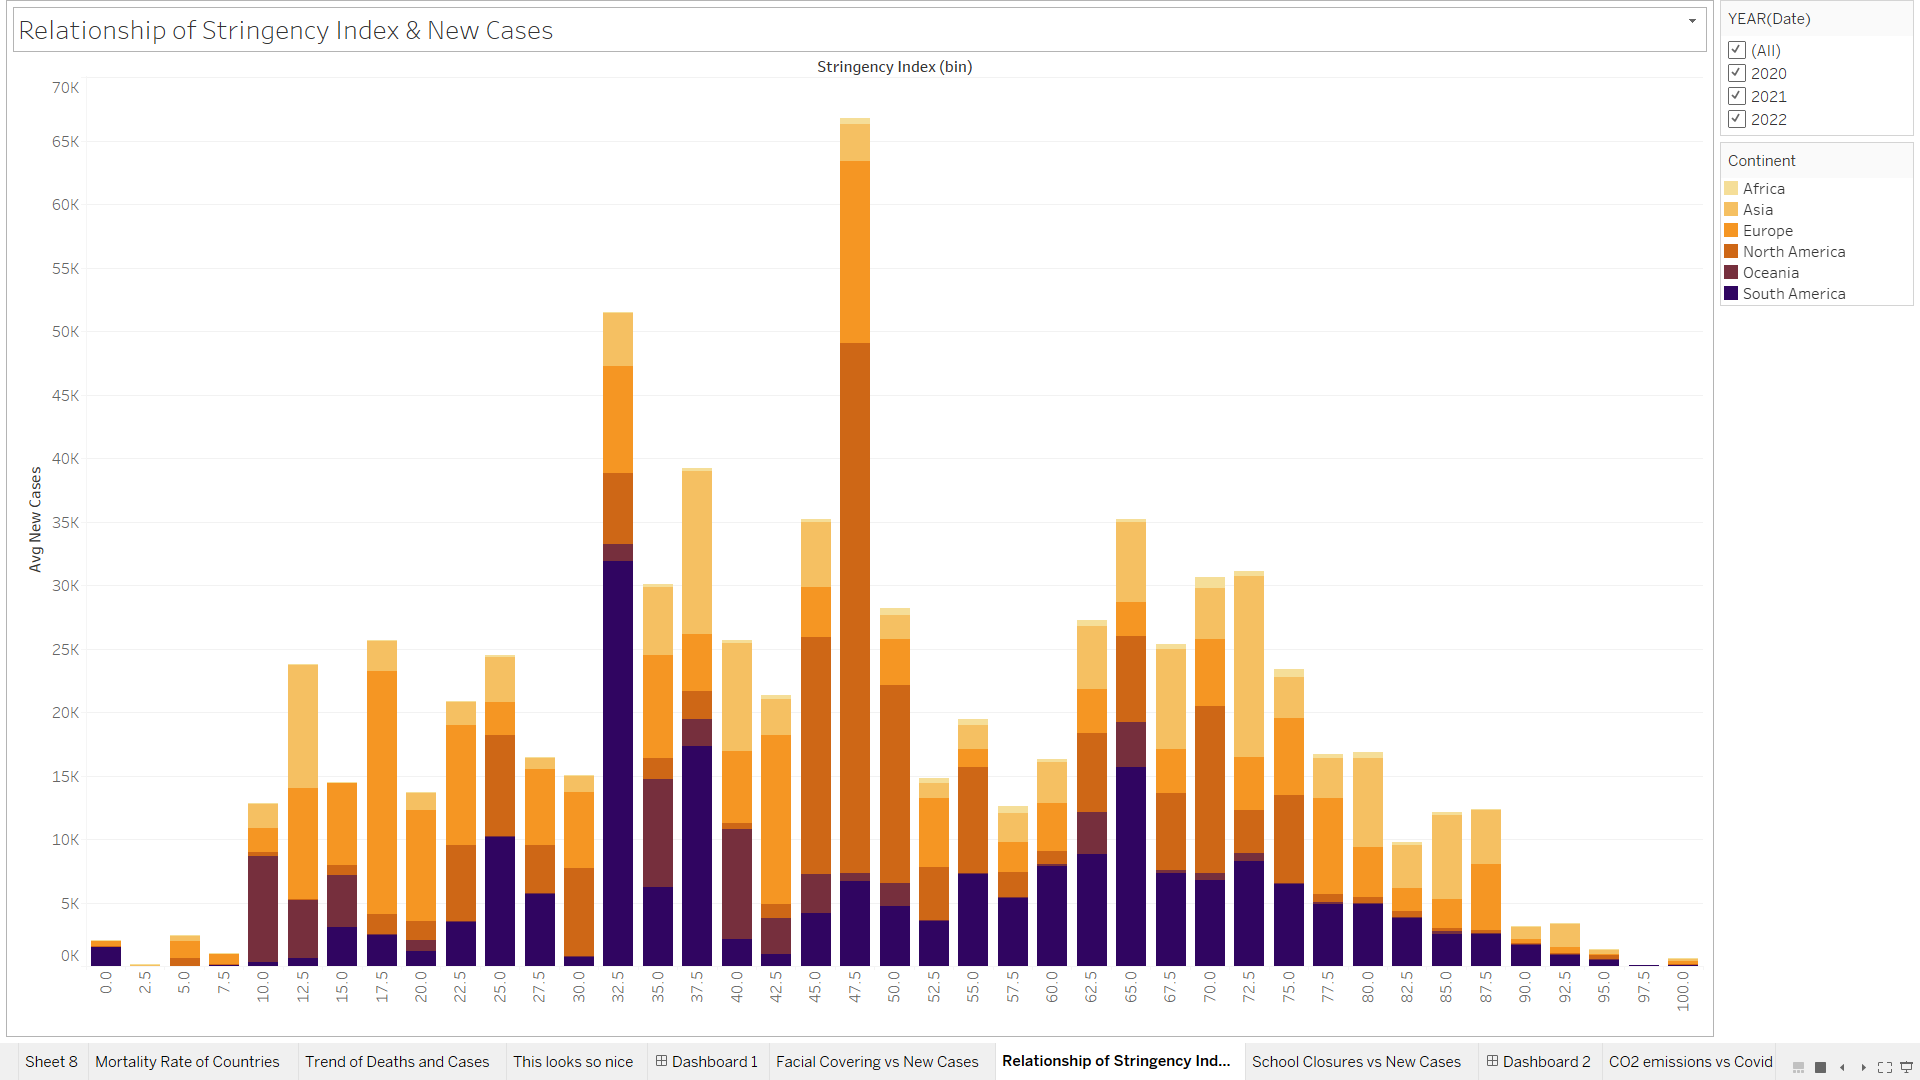 Relationship of Stringency Index & New Cases
Stringency Index (bin)
70K
65K
60K
55K
50K
45K
40K
35K
30K
25K
20K
15K
10K
5K
0K
Avg New Cases
0.0 2.5 5.0 7.5 10.0 12.5 15.0 17.5 20.0 22.5 25.0 27.5 30.0 32.5 35.0 37.5 40.0 42.5 45.0 47.5 50.0 52.5 55.0 57.5 60.0 62.5 65.0 67.5 70.0 72.5 75.0 77.5 80.0 82.5 85.0 87.5 90.0 92.5 95.0 97.5 100.0
YEAR(Date)
(All)
2020
2021
2022
Continent
Africa
Asia
Europe
North America
Oceania
South America
Sheet 8 Mortality Rate of Countries Trend of Deaths and Cases This looks so nice Dashboard 1 Facial Covering vs New Cases Relationship of Stringency Ind... School Closures vs New Cases Dashboard 2 CO2 emissions vs Covid